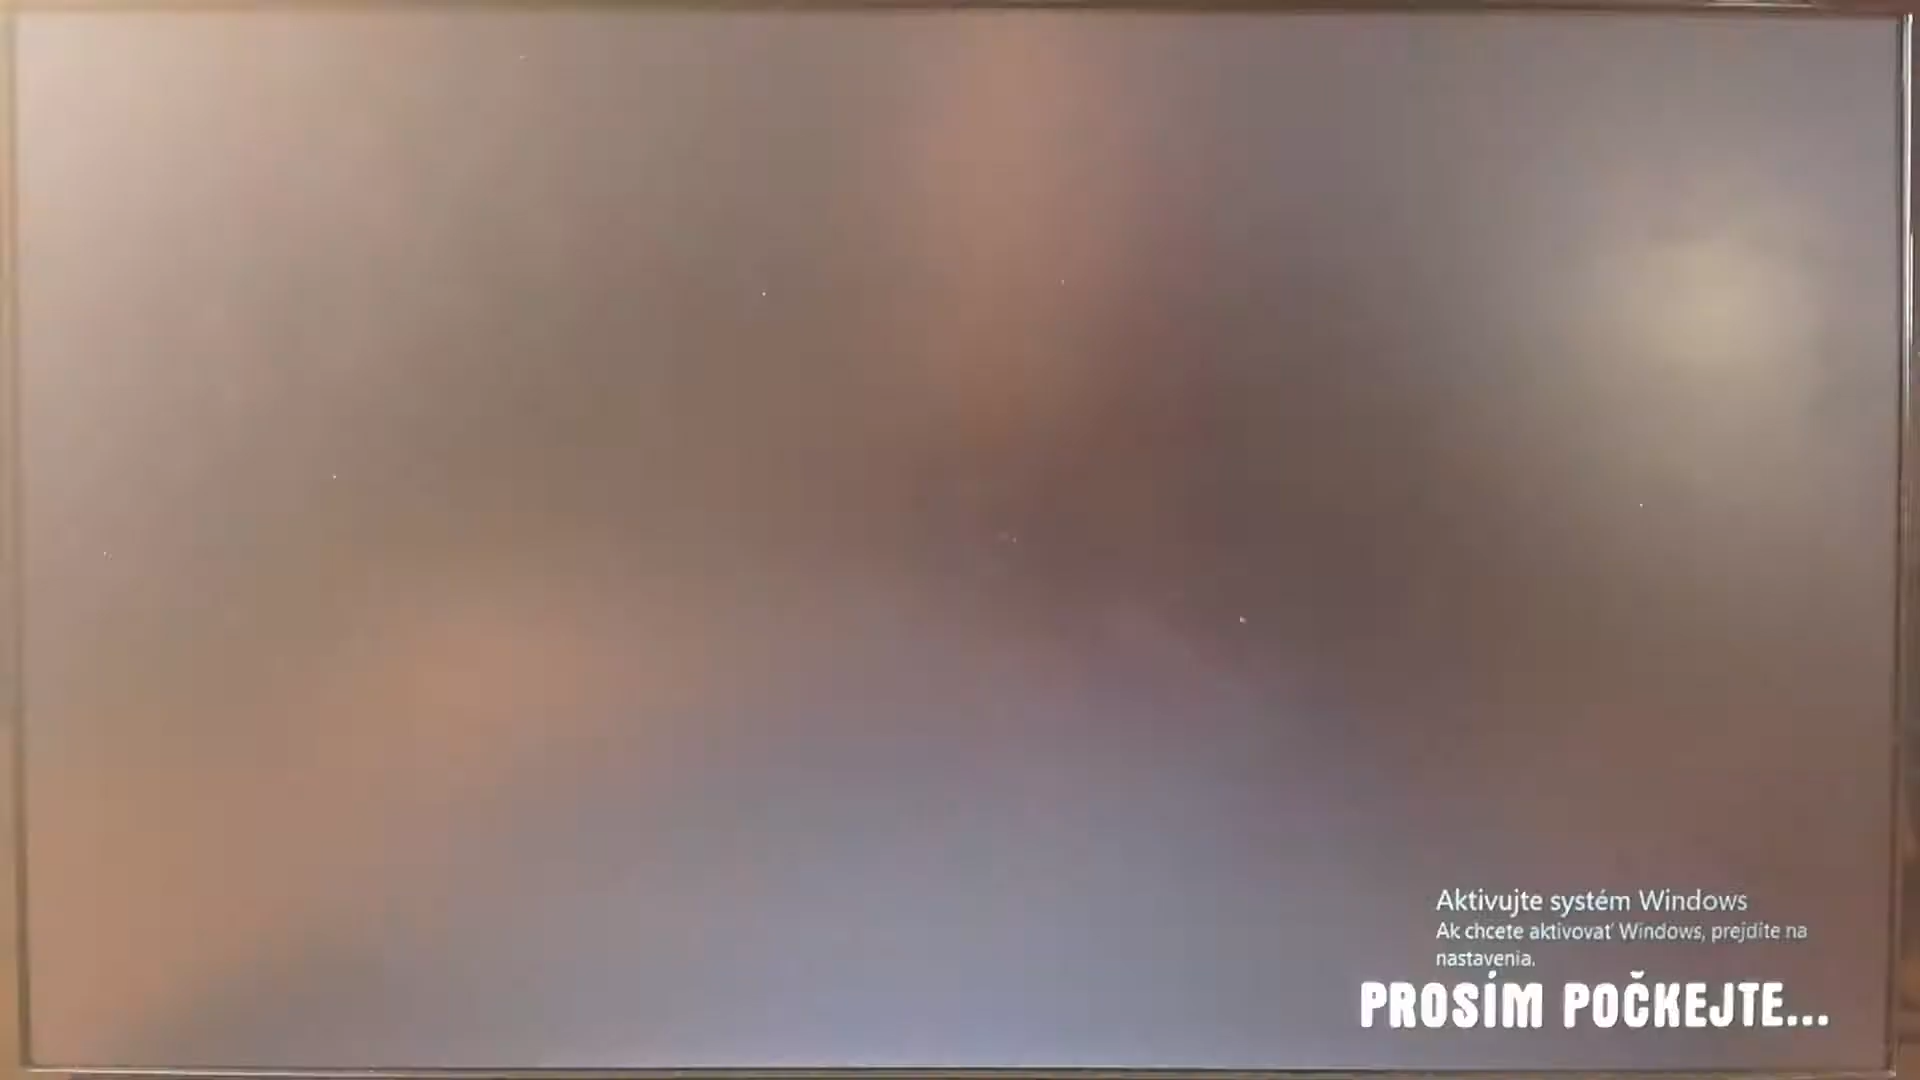 Aktivujte systém Windows
Ak chcete aktivovať Windows, prejdite na
nastavenia.
PROSÍM POČKEJTE...